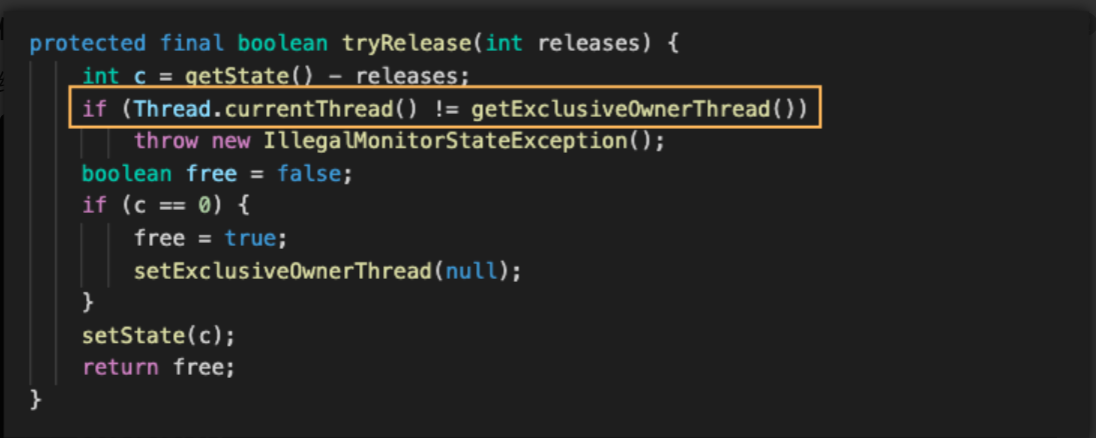 protected final boolean tryRelease(int releases) {
    int c = getState() - releases;
    if (Thread.currentThread() != getExclusiveOwnerThread())
        throw new IllegalMonitorStateException();
    boolean free = false;
    if (c == 0) {
        free = true;
        setExclusiveOwnerThread(null);
    }
    setState(c);
    return free;
}